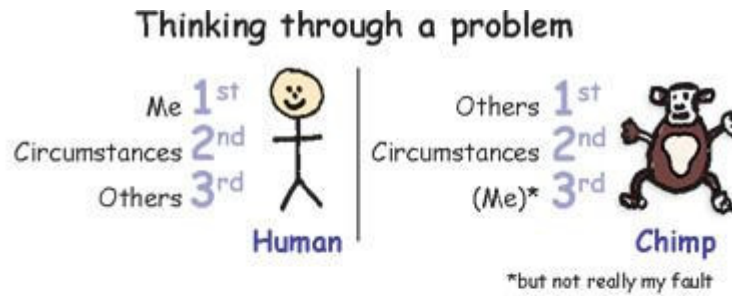 Thinking through a problem
Me 1st
Circumstances 2nd
Others 3rd
Human
Others 1st
Circumstances 2nd
(Me)* 3rd
Chimp
*but not really my fault